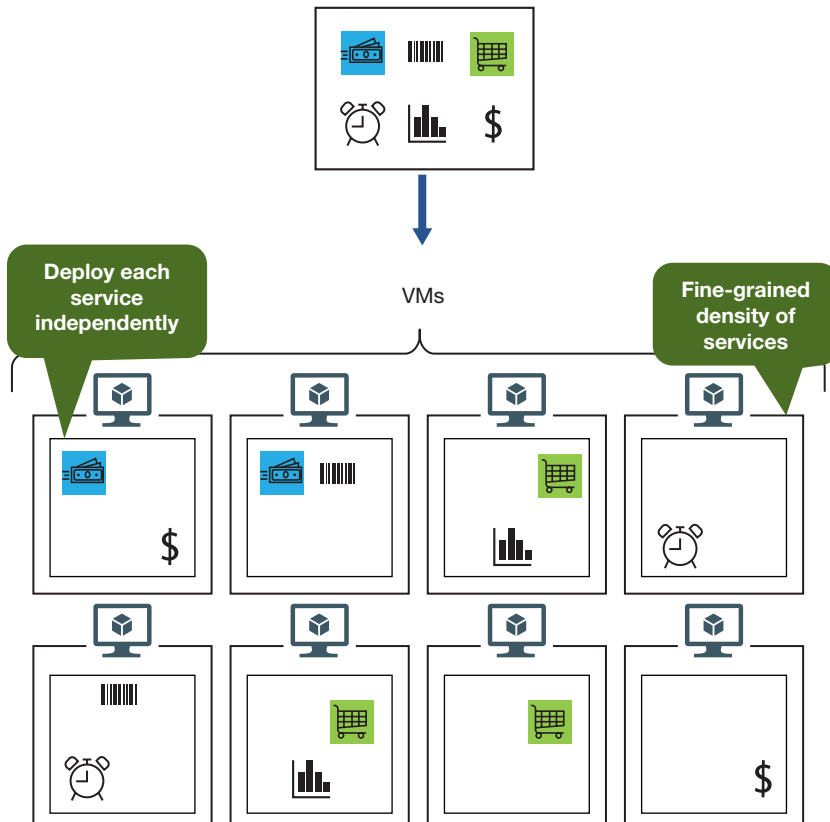 $
Deploy each
service
independently
VMs
Fine-grained
density of
services
$
$